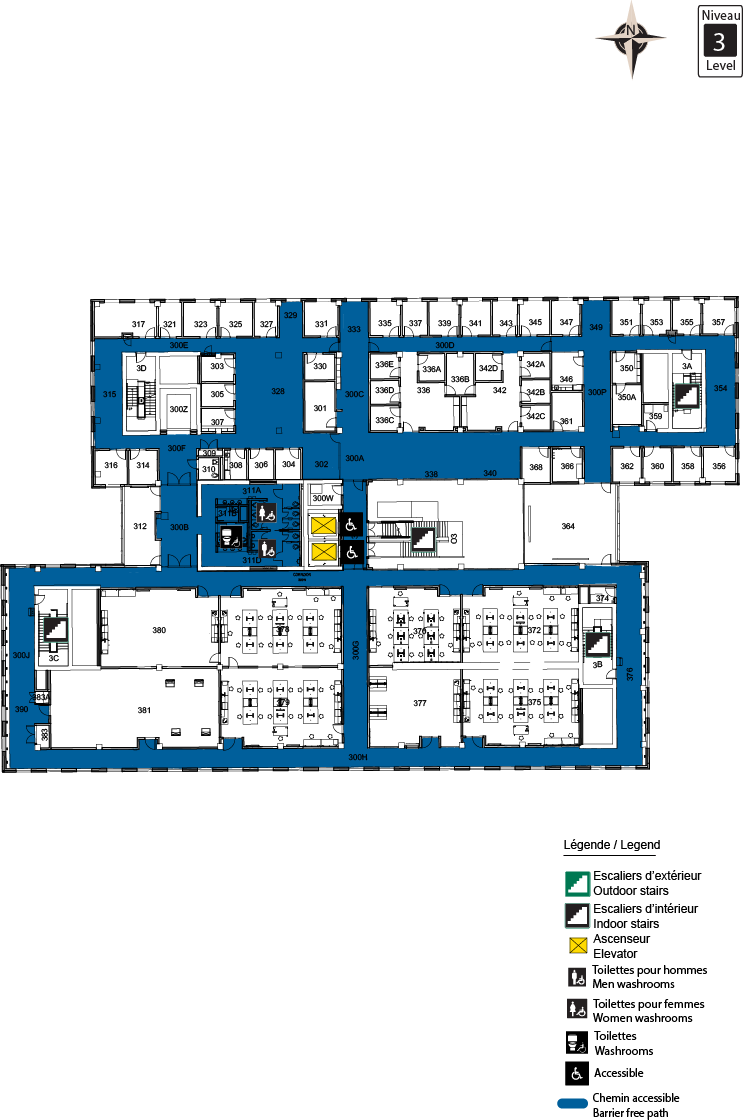 N
Niveau
3
Level
317 321 323 325 327 329 331 333 335 337 339 341 343 345 347 349 351 353 355 357
300E 300D
3D 303 330 336E 336A 336B 342D 342A 346 350 3A
315 305 328 300C 336D 336 342 342B 300P 350A 354
300Z 307 301 336C 342C 361 359
300F
309
316 314 310 308 306 304 302 300A 338 340 368 366 362 360 358 356
311A 300W
312 300B 364
311D 03
374
380 378 376 372
300J 3C 300G 3B 376
383A
390 381 379 377 375
383
300H
Légende / Legend
Escaliers d’extérieur
Outdoor stairs
Escaliers d’intérieur
Indoor stairs
Ascenseur
Elevator
Toilettes pour hommes
Men washrooms
Toilettes pour femmes
Women washrooms
Toilettes
Washrooms
Accessible
Chemin accessible
Barrier free path